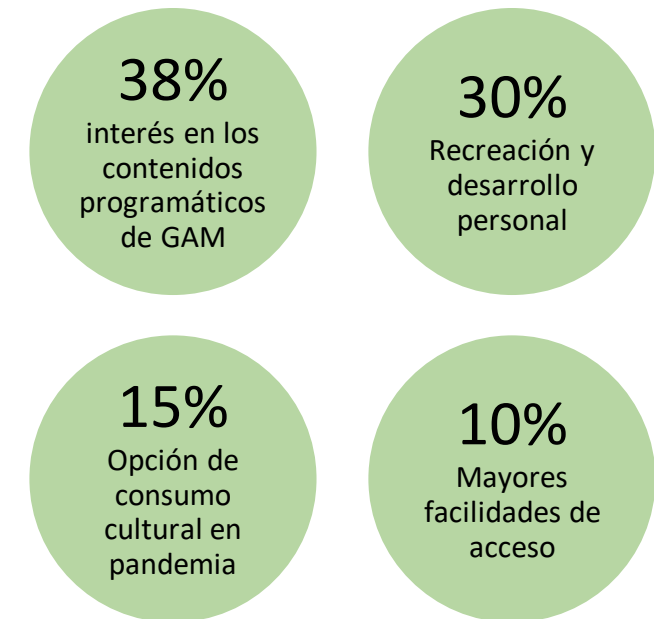 38%
interés en los
contenidos
programáticos
de GAM
30%
Recreación y
desarrollo
personal
15%
Opción de
consumo
cultural en
pandemia
10%
Mayores
facilidades de
acceso